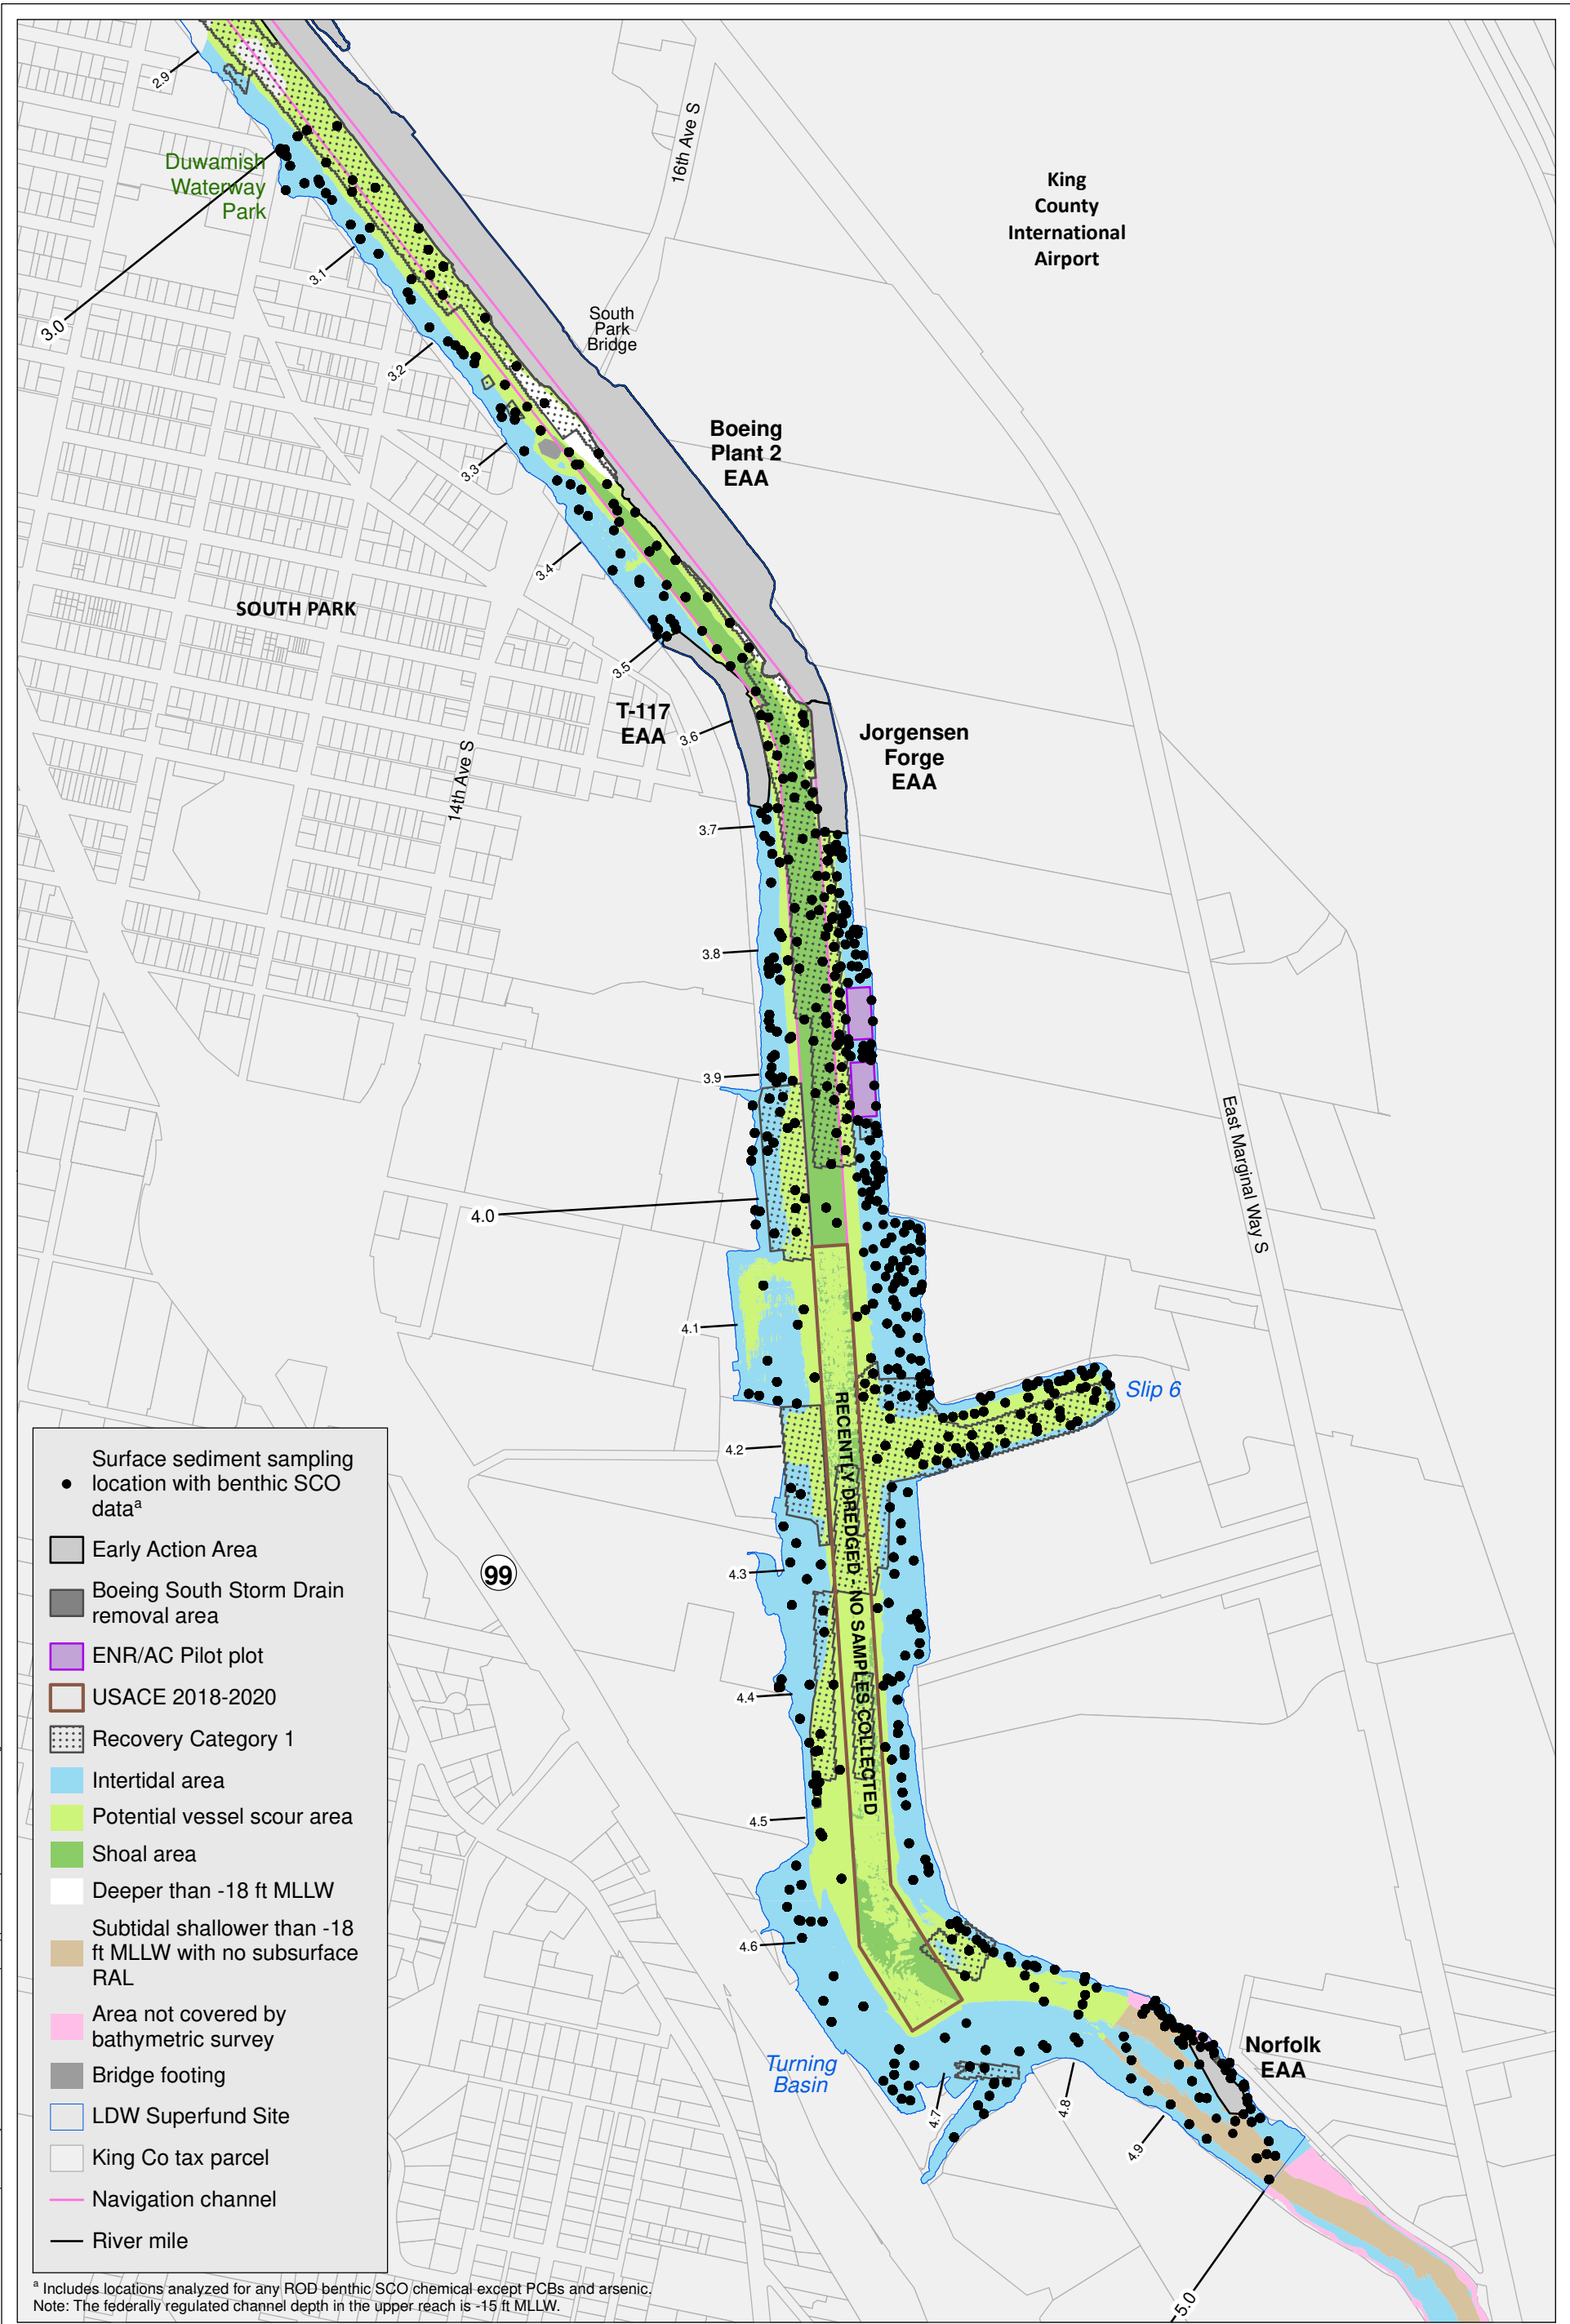 2.9
16th Ave S
Duwamish
Waterway
Park
King
County
International
Airport
3.0
3.1
South
Park
Bridge
3.2
Boeing
Plant 2
EAA
3.3
3.4
SOUTH PARK
3.5
T-117
EAA
3.6
Jorgensen
Forge
EAA
14th Ave S
3.7
3.8
3.9
East Marginal Way S
4.0
4.1
RECENTLY DREDGED - NO SAMPLES COLLECTED
Slip 6
4.2
4.3
99
4.4
4.5
4.6
Turning
Basin
4.7
4.8
4.9
Norfolk
EAA
5.0
Surface sediment sampling
location with benthic SCO
dataᵃ
Early Action Area
Boeing South Storm Drain
removal area
ENR/AC Pilot plot
USACE 2018-2020
Recovery Category 1
Intertidal area
Potential vessel scour area
Shoal area
Deeper than -18 ft MLLW
Subtidal shallower than -18
ft MLLW with no subsurface
RAL
Area not covered by
bathymetric survey
Bridge footing
LDW Superfund Site
King Co tax parcel
Navigation channel
River mile
ᵃ Includes locations analyzed for any ROD benthic SCO chemical except PCBs and arsenic.
Note: The federally regulated channel depth in the upper reach is -15 ft MLLW.